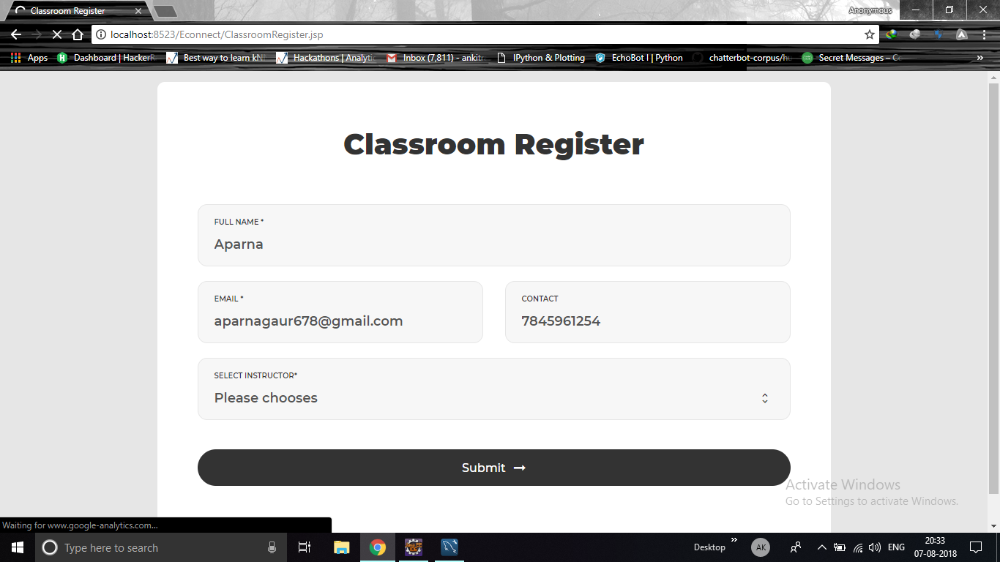 Classroom Register
Anonymous
localhost:8523/Econnect/ClassroomRegister.jsp
Apps Dashboard | HackerR Best way to learn kN Hackathons | Analytic Inbox (7,811) - ankit IPython & Plotting EchoBot I | Python chatterbot-corpus/h Secret Messages – C »
Classroom Register
FULL NAME *
Aparna
EMAIL *
aparnagaur678@gmail.com
CONTACT
7845961254
SELECT INSTRUCTOR*
Please chooses
Submit
Activate Windows
Go to Settings to activate Windows.
Waiting for www.google-analytics.com...
Type here to search
Desktop » AK ENG 20:33
07-08-2018